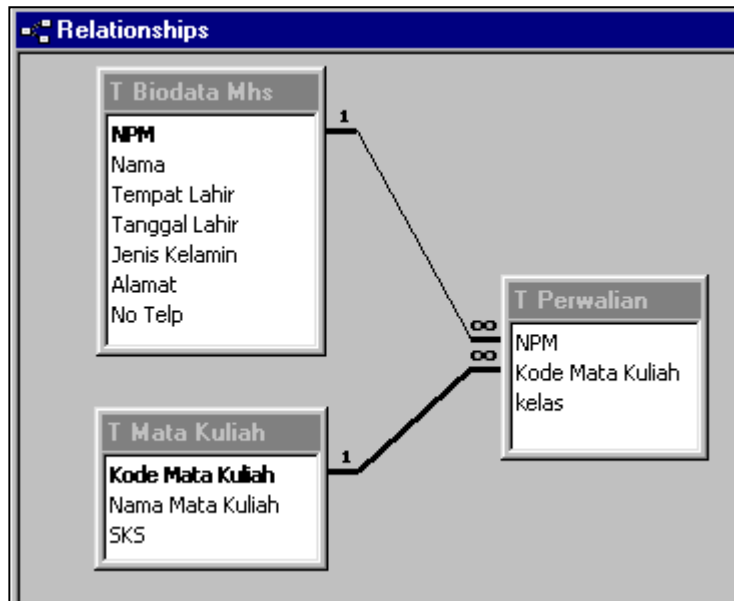 Relationships
T Biodata Mhs
NPM
Nama
Tempat Lahir
Tanggal Lahir
Jenis Kelamin
Alamat
No Telp
1
T Perwalian
∞
∞
NPM
Kode Mata Kuliah
kelas
T Mata Kuliah
1
Kode Mata Kuliah
Nama Mata Kuliah
SKS